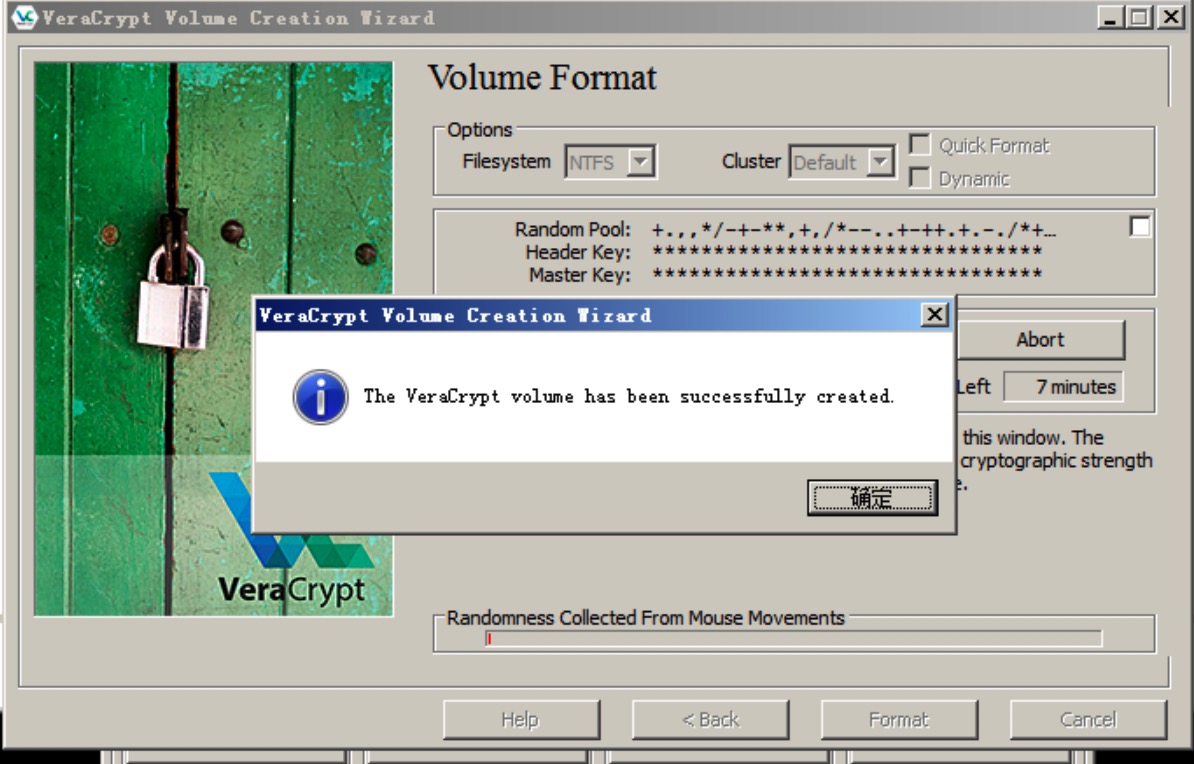 VeraCrypt Volume Creation Wizard
Volume Format
Options
Filesystem NTFS Cluster Default Quick Format
Dynamic
Random Pool: +.,,*/-+-**,+,/*--..+-++.+.-./*+...
Header Key: ********************************
Master Key: ********************************
VeraCrypt Volume Creation Wizard
The VeraCrypt volume has been successfully created.
确定
Abort
Left 7 minutes
this window. The
cryptographic strength
e.
VeraCrypt
Randomness Collected From Mouse Movements
Help < Back Format Cancel